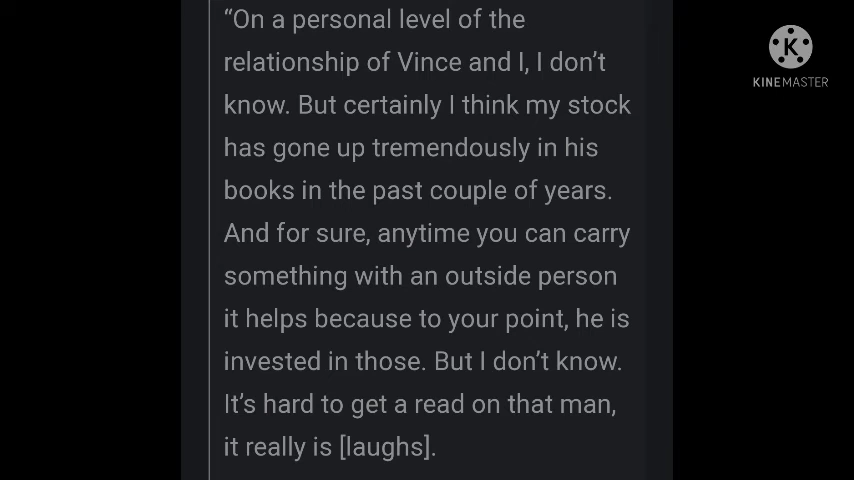 “On a personal level of the
relationship of Vince and I, I don’t
know. But certainly I think my stock
has gone up tremendously in his
books in the past couple of years.
And for sure, anytime you can carry
something with an outside person
it helps because to your point, he is
invested in those. But I don’t know.
It’s hard to get a read on that man,
it really is [laughs].
K
KINEMASTER